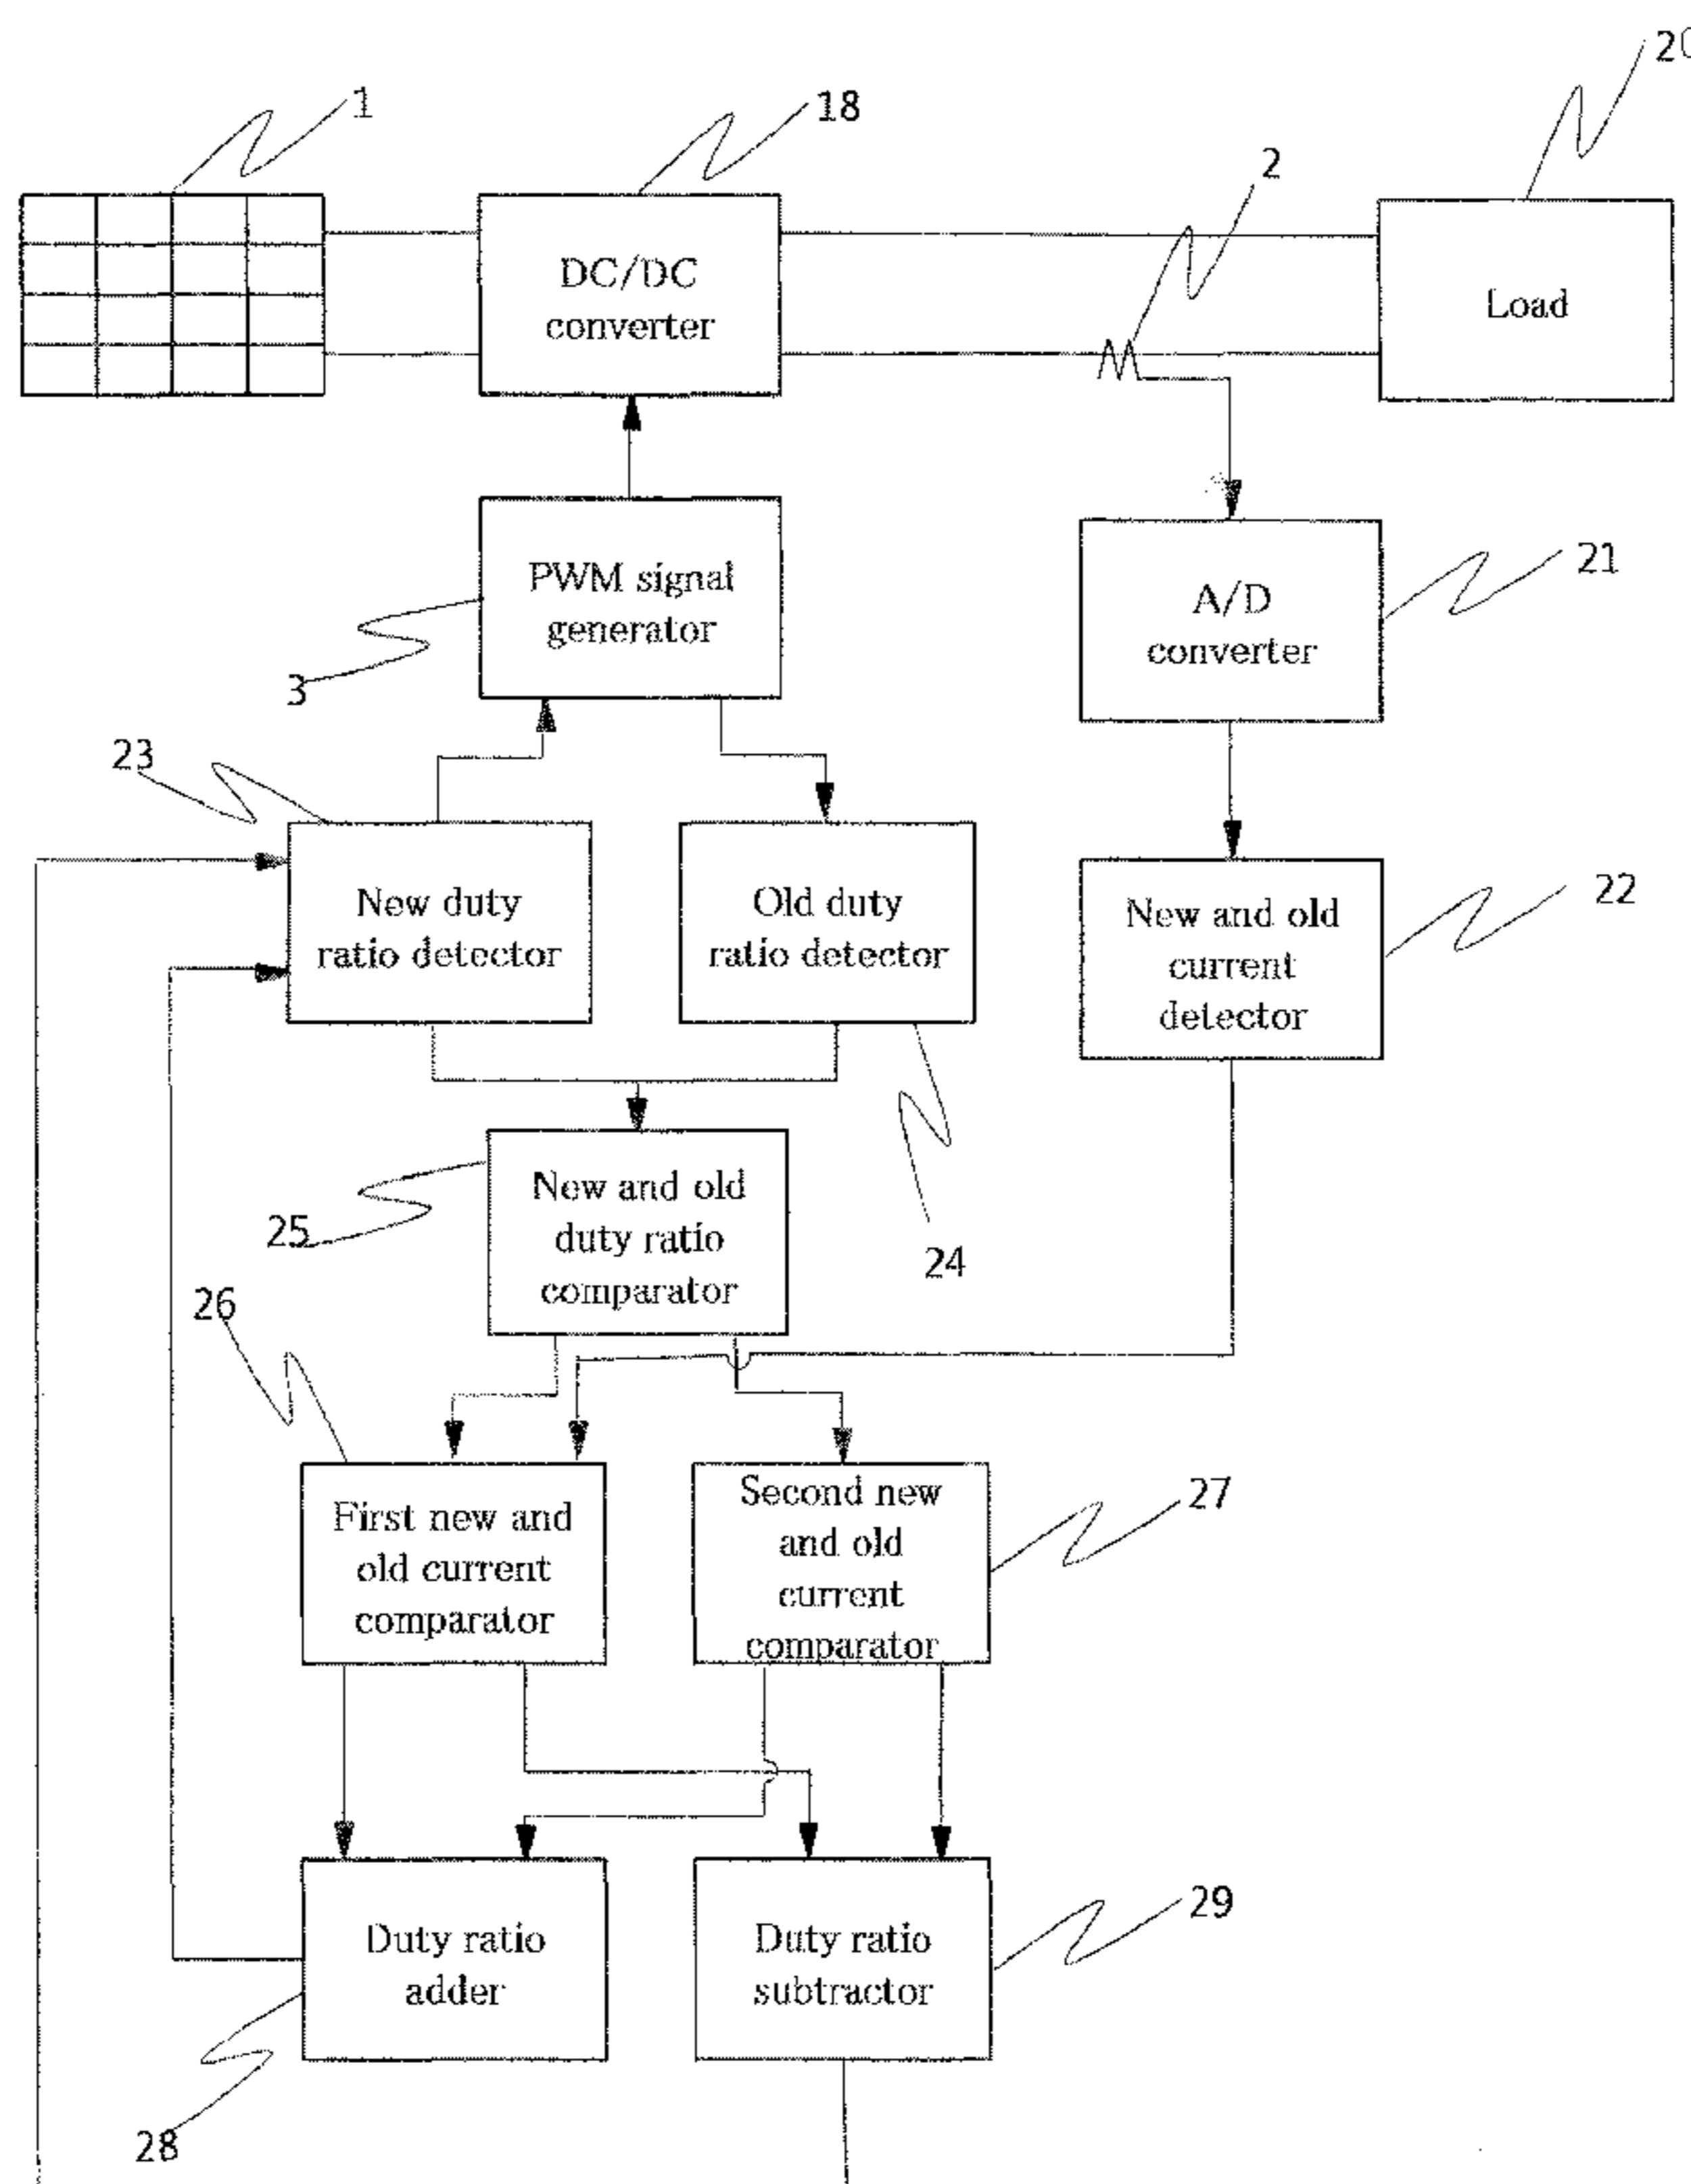 20
1
18
2
DC/DC
converter
Load
PWM signal
generator
3
A/D
converter
21
23
New duty
ratio detector
Old duty
ratio detector
New and old
current
detector
22
New and old
duty ratio
comparator
25
24
26
First new and
old current
comparator
Second new
and old
current
comparator
27
Duty ratio
adder
Duty ratio
subtractor
29
28